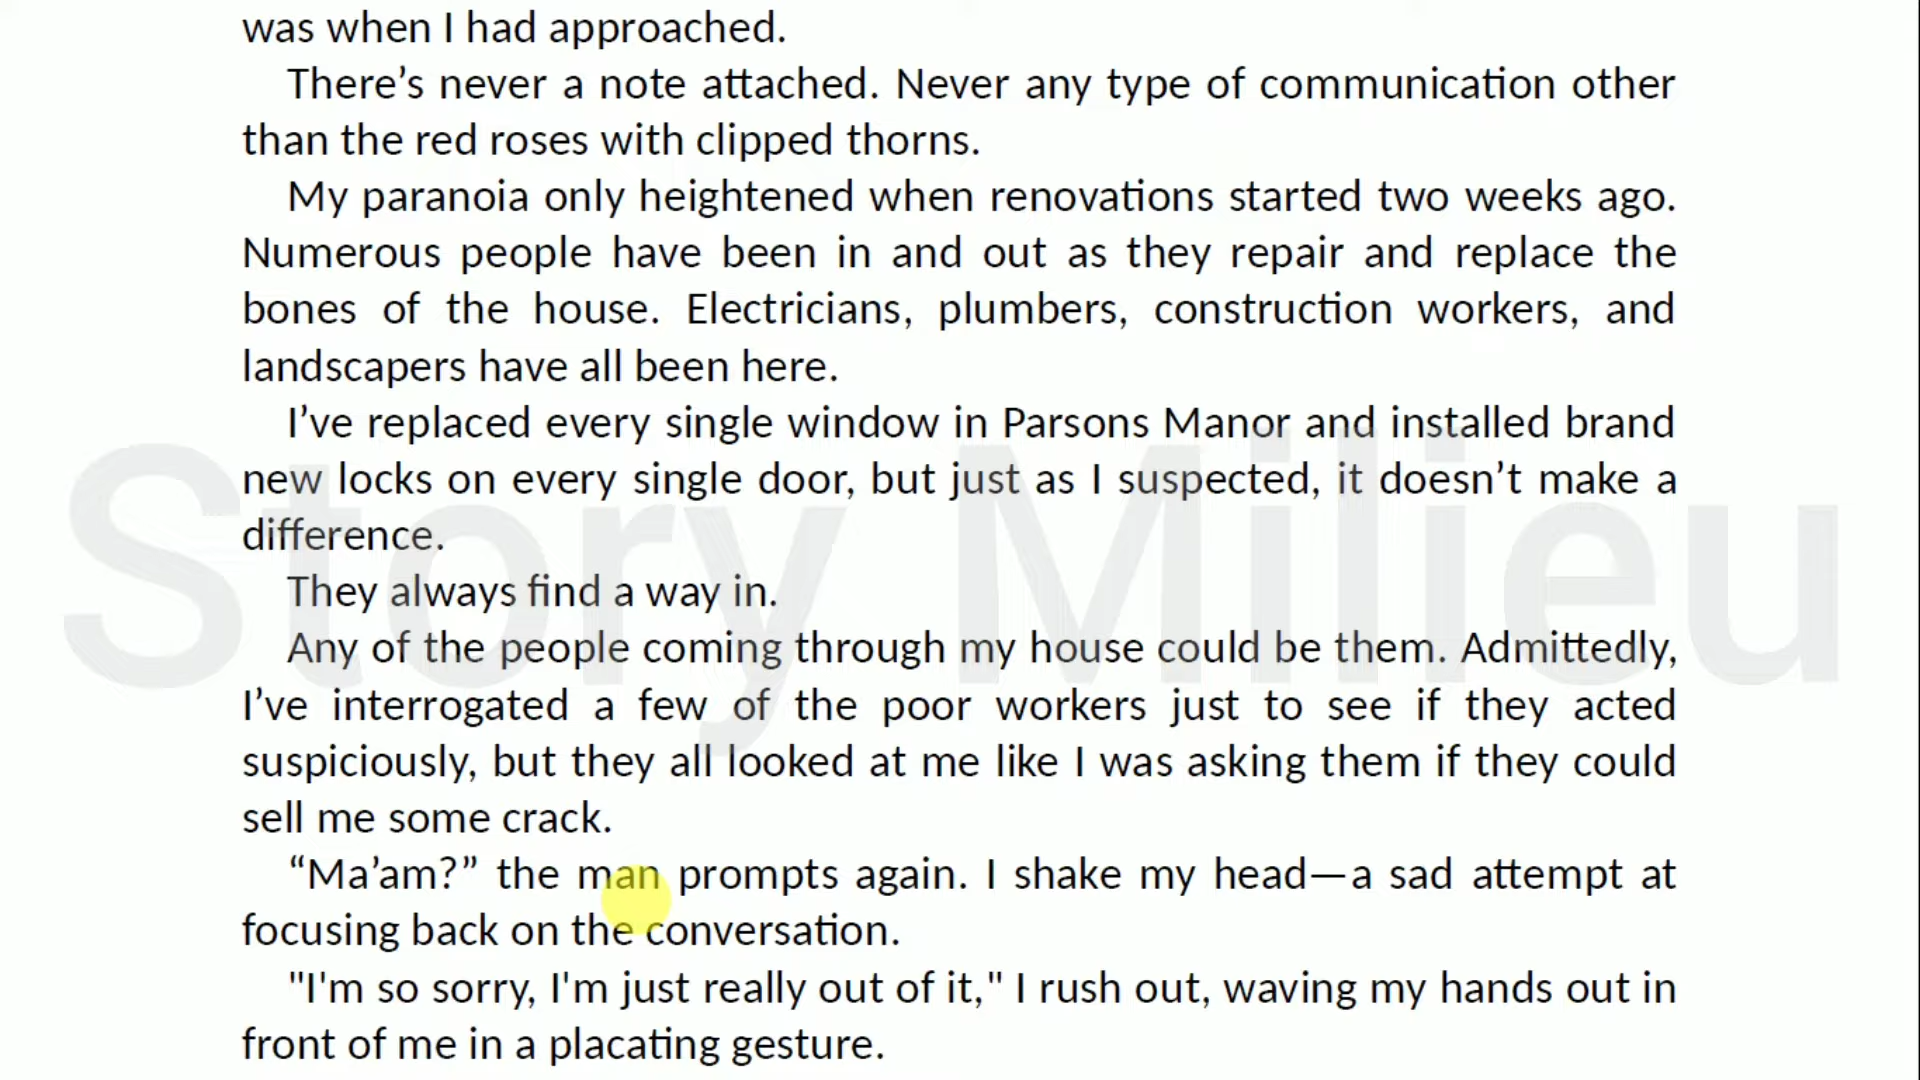 was when I had approached.
There’s never a note attached. Never any type of communication other
than the red roses with clipped thorns.
My paranoia only heightened when renovations started two weeks ago.
Numerous people have been in and out as they repair and replace the
bones of the house. Electricians, plumbers, construction workers, and
landscapers have all been here.
I’ve replaced every single window in Parsons Manor and installed brand
new locks on every single door, but just as I suspected, it doesn’t make a
difference.
They always find a way in.
Any of the people coming through my house could be them. Admittedly,
I’ve interrogated a few of the poor workers just to see if they acted
suspiciously, but they all looked at me like I was asking them if they could
sell me some crack.
“Ma’am?” the man prompts again. I shake my head—a sad attempt at
focusing back on the conversation.
"I'm so sorry, I'm just really out of it," I rush out, waving my hands out in
front of me in a placating gesture.
Story Milieu